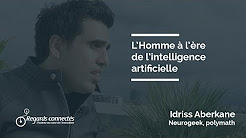 L'Homme à l'ère
de l'intelligence
artificielle
Regards connectés
Idriss Aberkane
Neurogeek, polymath